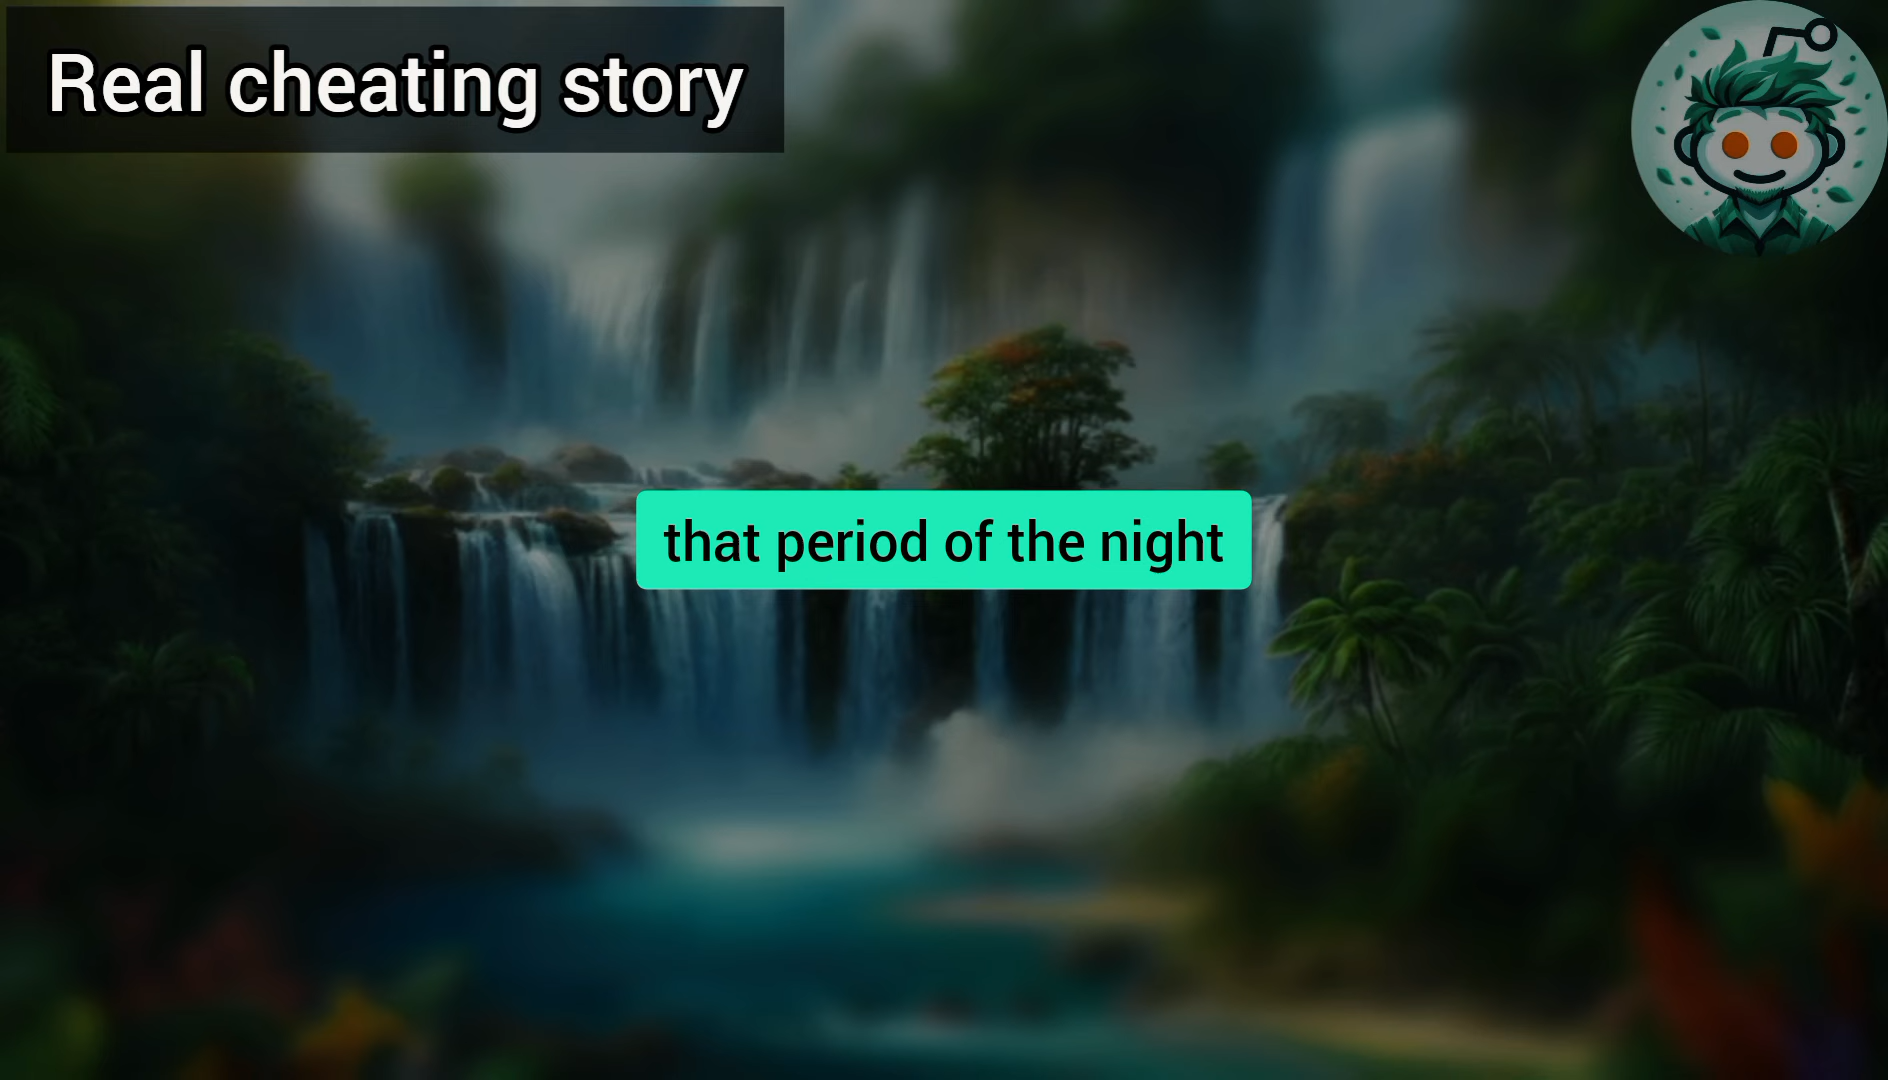 Real cheating story
that period of the night